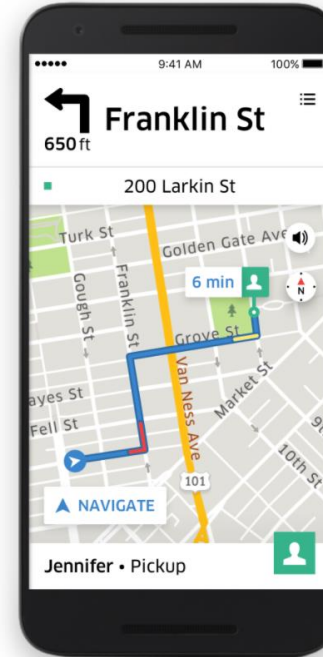 9:41 AM
100%
Franklin St
650 ft
200 Larkin St
Turk St
Golden Gate Ave
Gough St
Franklin St
6 min
N
Grove St
Van Ness Ave
Market St
ayes St
Fell St
9t
10th St
101
NAVIGATE
Jennifer • Pickup